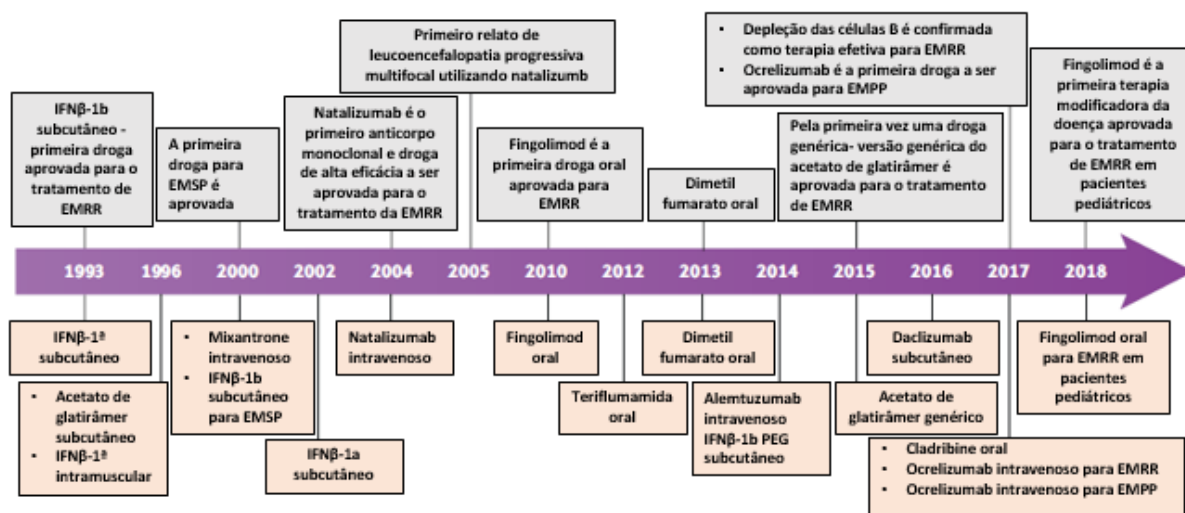 Primeiro relato de
leucoencefalopatia progressiva
multifocal utilizando natalizumb
▪ Depleção das células B é confirmada
como terapia efetiva para EMRR
▪ Ocrelizumab é a primeira droga a ser
aprovada para EMPP
Fingolimod é a
primeira terapia
modificadora da
doença aprovada
para o tratamento
de EMRR em
pacientes
pediátricos
IFNβ-1b
subcutâneo -
primeira droga
aprovada para o
tratamento de
EMRR
A primeira
droga para
EMSP é
aprovada
Natalizumab é o
primeiro anticorpo
monoclonal e droga
de alta eficácia a ser
aprovada para o
tratamento da EMRR
Fingolimod é a
primeira droga oral
aprovada para
EMRR
Dimetil
fumarato oral
Pela primeira vez uma droga
genérica- versão genérica do
acetato de glatirâmer é
aprovada para o tratamento
de EMRR
1993 1996 2000 2002 2004 2005 2010 2012 2013 2014 2015 2016 2017 2018
IFNβ-1ª
subcutâneo
▪ Acetato de
glatirâmer
subcutâneo
▪ IFNβ-1ª
intramuscular
▪ Mixantrone
intravenoso
▪ IFNβ-1b
subcutâneo
para EMSP
IFNβ-1a
subcutâneo
Natalizumab
intravenoso
Fingolimod
oral
Teriflumamida
oral
Dimetil
fumarato oral
Alemtuzumab
intravenoso
IFNβ-1b PEG
subcutâneo
Daclizumab
subcutâneo
Acetato de
glatirâmer genérico
▪ Cladribine oral
▪ Ocrelizumab intravenoso para EMRR
▪ Ocrelizumab intravenoso para EMPP
Fingolimod oral
para EMRR em
pacientes
pediátricos